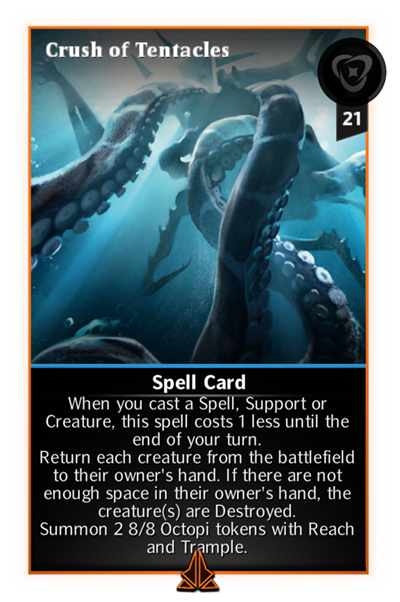 Crush of Tentacles
21
Spell Card
When you cast a Spell, Support or
Creature, this spell costs 1 less until the
end of your turn.
Return each creature from the battlefield
to their owner's hand. If there are not
enough space in their owner's hand, the
creature(s) are Destroyed.
Summon 2 8/8 Octopi tokens with Reach
and Trample.